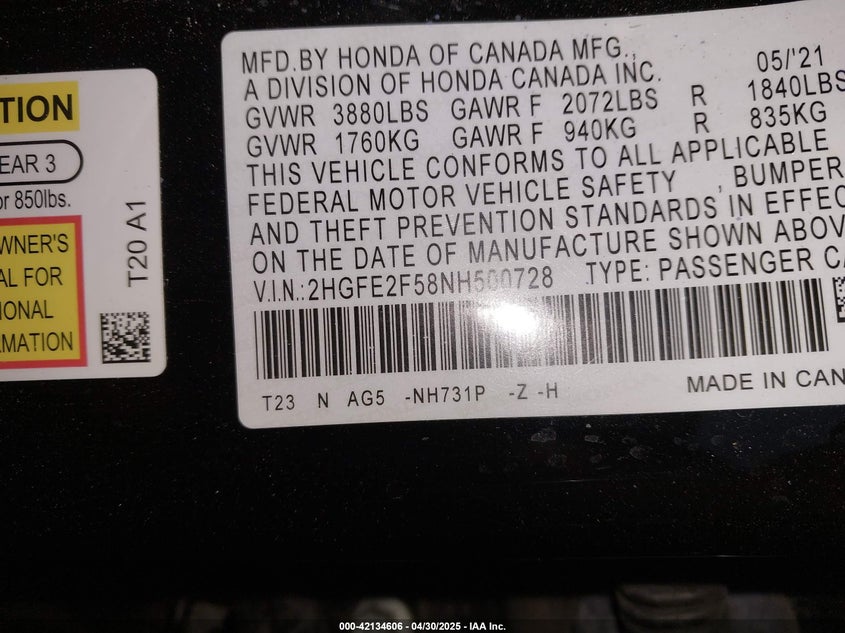 TION
EAR 3
or 850lbs.
WNER'S
AL FOR
IONAL
RMATION
T20 A1
MFD.BY HONDA OF CANADA MFG., 05/'21
A DIVISION OF HONDA CANADA INC.
GVWR 3880LBS GAWR F 2072LBS R 1840LBS
GVWR 1760KG GAWR F 940KG R 835KG
THIS VEHICLE CONFORMS TO ALL APPLICABLE
FEDERAL MOTOR VEHICLE SAFETY , BUMPER
AND THEFT PREVENTION STANDARDS IN EFFEC
ON THE DATE OF MANUFACTURE SHOWN ABOV
V.I.N.:2HGFE2F58NH500728 TYPE: PASSENGER CA
T23 N AG5 -NH731P -Z -H MADE IN CAN
000-42134606 - 04/30/2025 - IAA Inc.